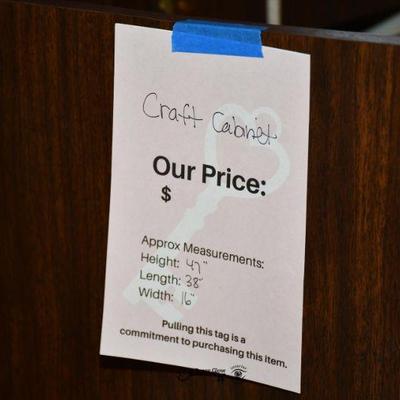 Craft Cabinet
Our Price:
$
Approx Measurements:
Height: 47"
Length: 38"
Width: 16"
Pulling this tag is a
commitment to purchasing this item.